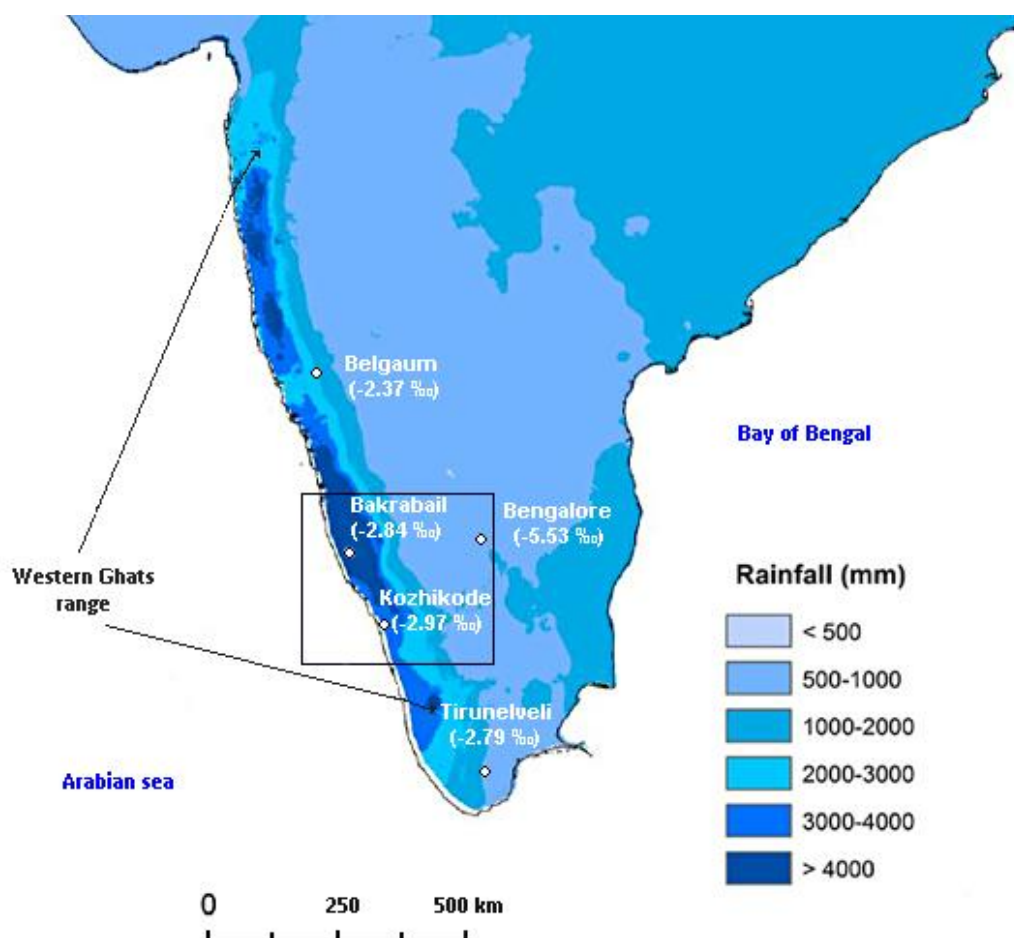 Belgaum
(-2.37 ‰)
Bay of Bengal
Bakrabail
(-2.84 ‰)
Bengalore
(-5.53 ‰)
Western Ghats
range
Kozhikode
(-2.97 ‰)
Tirunelveli
(-2.79 ‰)
Arabian sea
Rainfall (mm)
< 500
500-1000
1000-2000
2000-3000
3000-4000
> 4000
0 250 500 km